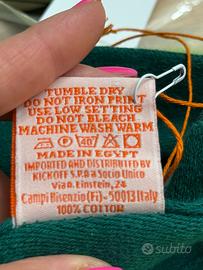 TUMBLE DRY
DO NOT IRON PRINT
USE LOW SETTING
DO NOT BLEACH
MACHINE WASH WARM
40°
MADE IN EGYPT
IMPORTED AND DISTRIBUTED BY
KICKOFF S.P.A a Socio Unico
Via A. Einstein, 24
Campi Bisenzio (Fi) - 50013 Italy
100% COTTON
subito